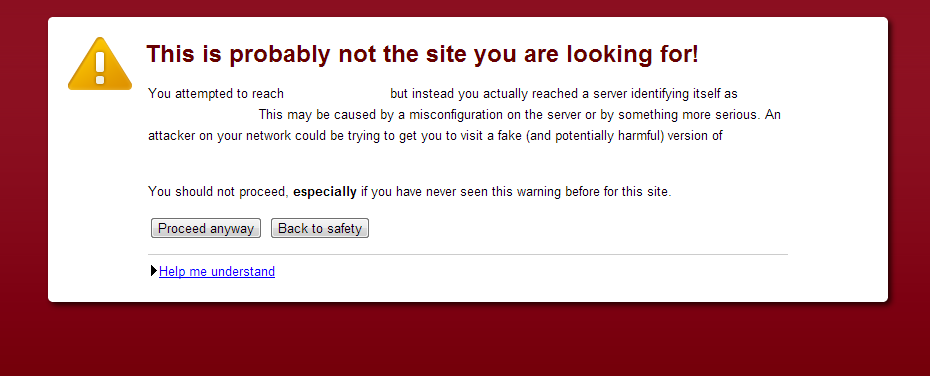 This is probably not the site you are looking for!
You attempted to reach but instead you actually reached a server identifying itself as
This may be caused by a misconfiguration on the server or by something more serious. An
attacker on your network could be trying to get you to visit a fake (and potentially harmful) version of
You should not proceed, especially if you have never seen this warning before for this site.
Proceed anyway Back to safety
Help me understand